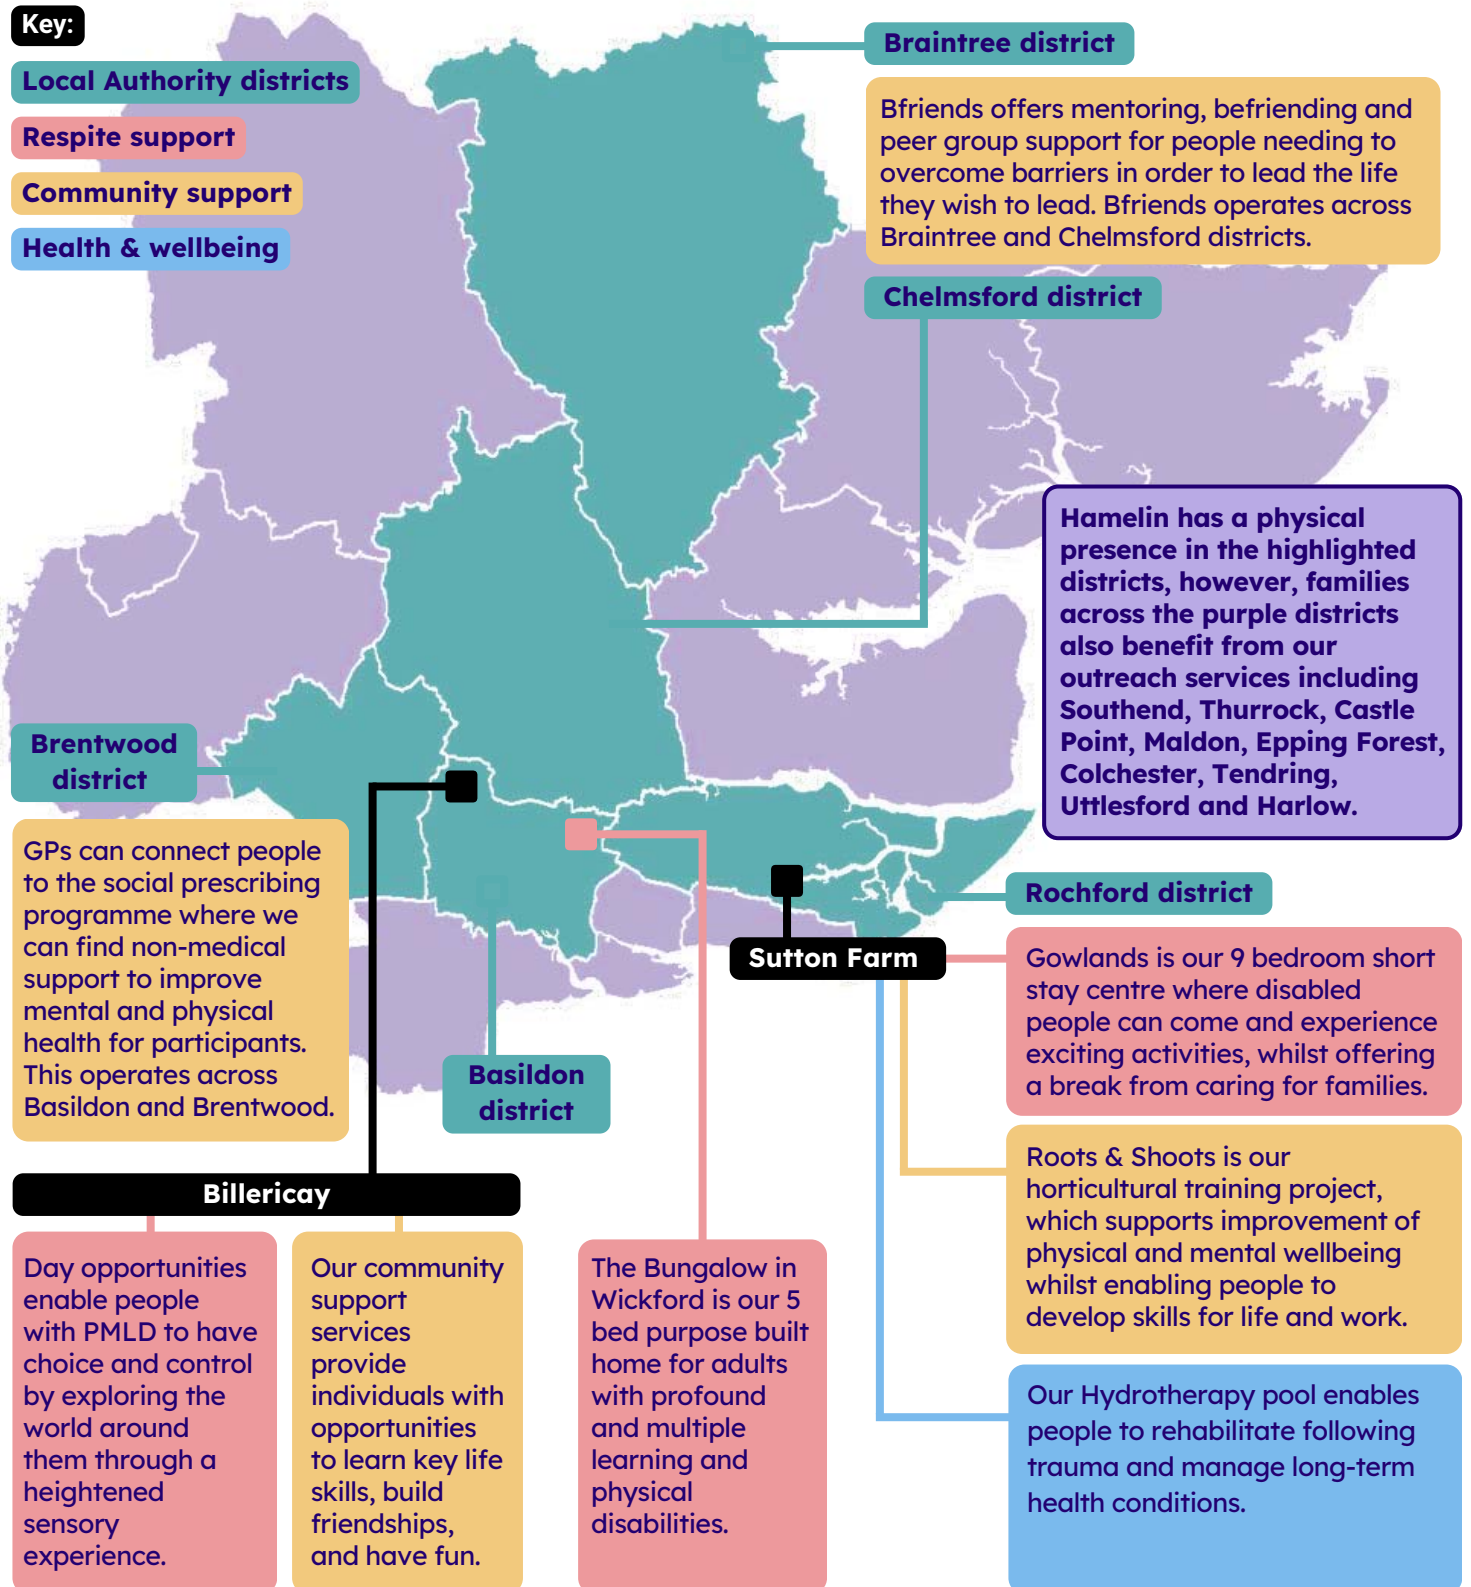 Key:
Local Authority districts
Respite support
Community support
Health & wellbeing
Braintree district
Bfriends offers mentoring, befriending and
peer group support for people needing to
overcome barriers in order to lead the life
they wish to lead. Bfriends operates across
Braintree and Chelmsford districts.
Chelmsford district
Hamelin has a physical
presence in the highlighted
districts, however, families
across the purple districts
also benefit from our
outreach services including
Southend, Thurrock, Castle
Point, Maldon, Epping Forest,
Colchester, Tendring,
Uttlesford and Harlow.
Brentwood
district
GPs can connect people
to the social prescribing
programme where we
can find non-medical
support to improve
mental and physical
health for participants.
This operates across
Basildon and Brentwood.
Basildon
district
Rochford district
Sutton Farm
Gowlands is our 9 bedroom short
stay centre where disabled
people can come and experience
exciting activities, whilst offering
a break from caring for families.
Roots & Shoots is our
horticultural training project,
which supports improvement of
physical and mental wellbeing
whilst enabling people to
develop skills for life and work.
Our Hydrotherapy pool enables
people to rehabilitate following
trauma and manage long-term
health conditions.
Billericay
Day opportunities
enable people
with PMLD to have
choice and control
by exploring the
world around
them through a
heightened
sensory
experience.
Our community
support
services
provide
individuals with
opportunities
to learn key life
skills, build
friendships,
and have fun.
The Bungalow in
Wickford is our 5
bed purpose built
home for adults
with profound
and multiple
learning and
physical
disabilities.